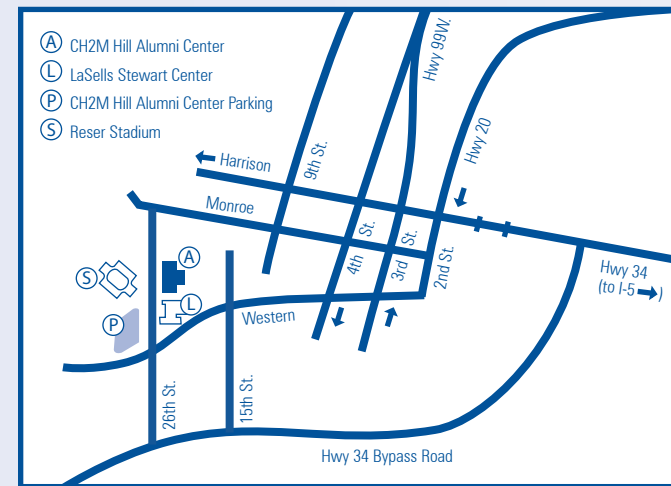 A CH2M Hill Alumni Center
L LaSells Stewart Center
P CH2M Hill Alumni Center Parking
S Reser Stadium
Hwy 99W.
Hwy 20
9th St.
Harrison
Monroe
4th St.
3rd St.
2nd St.
Hwy 34
(to I-5 )
A
S
L
P
Western
26th St.
15th St.
Hwy 34 Bypass Road